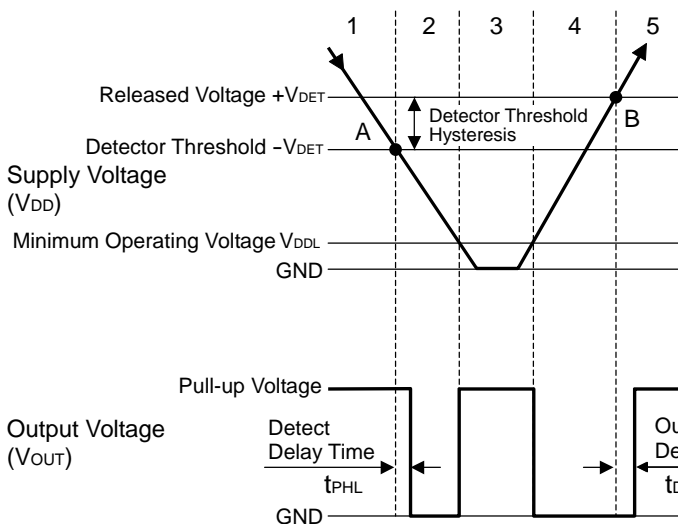 1 2 3 4 5
Released Voltage +VDET
Detector Threshold
Hysteresis
A
B
Detector Threshold -VDET
Supply Voltage
(VDD)
Minimum Operating Voltage VDDL
GND
Pull-up Voltage
Output Voltage
(VOUT)
Detect
Delay Time
tPHL
GND